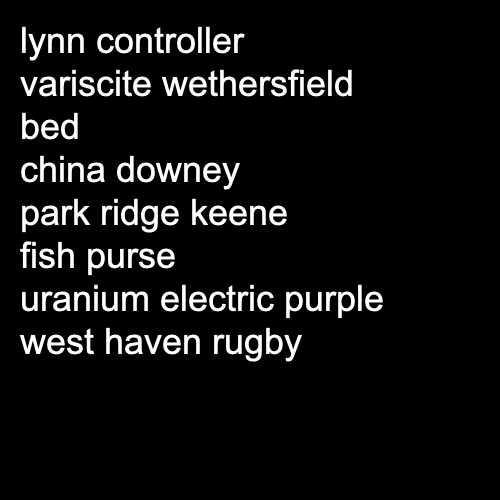 lynn controller
variscite wethersfield
bed
china downey
park ridge keene
fish purse
uranium electric purple
west haven rugby